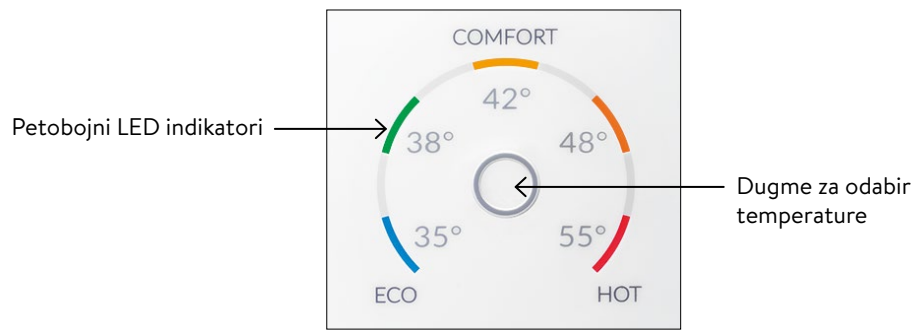 COMFORT
42°
Petobojni LED indikatori
38°
48°
Dugme za odabir
temperature
35°
55°
ECO
HOT